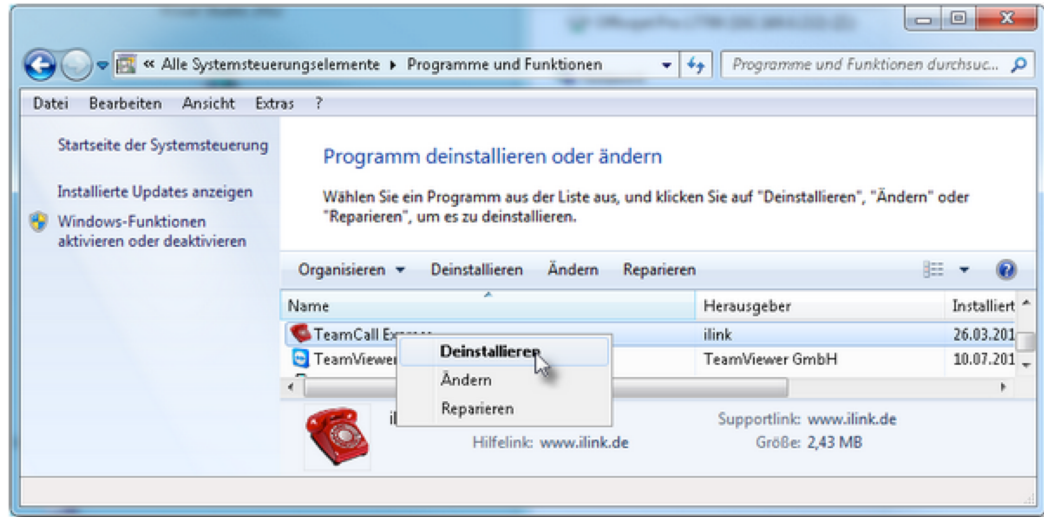 « Alle Systemsteuerungselemente ▸ Programme und Funktionen
Programme und Funktionen durchsuc...
Datei Bearbeiten Ansicht Extras ?
Startseite der Systemsteuerung
Installierte Updates anzeigen
Windows-Funktionen
aktivieren oder deaktivieren
Programm deinstallieren oder ändern
Wählen Sie ein Programm aus der Liste aus, und klicken Sie auf "Deinstallieren", "Ändern" oder
"Reparieren", um es zu deinstallieren.
Organisieren Deinstallieren Ändern Reparieren
Name Herausgeber Installiert
TeamCall ilink 26.03.201
TeamViewer TeamViewer GmbH 10.07.201
Deinstallieren
Ändern
Reparieren
Supportlink: www.ilink.de
Hilfelink: www.ilink.de Größe: 2,43 MB